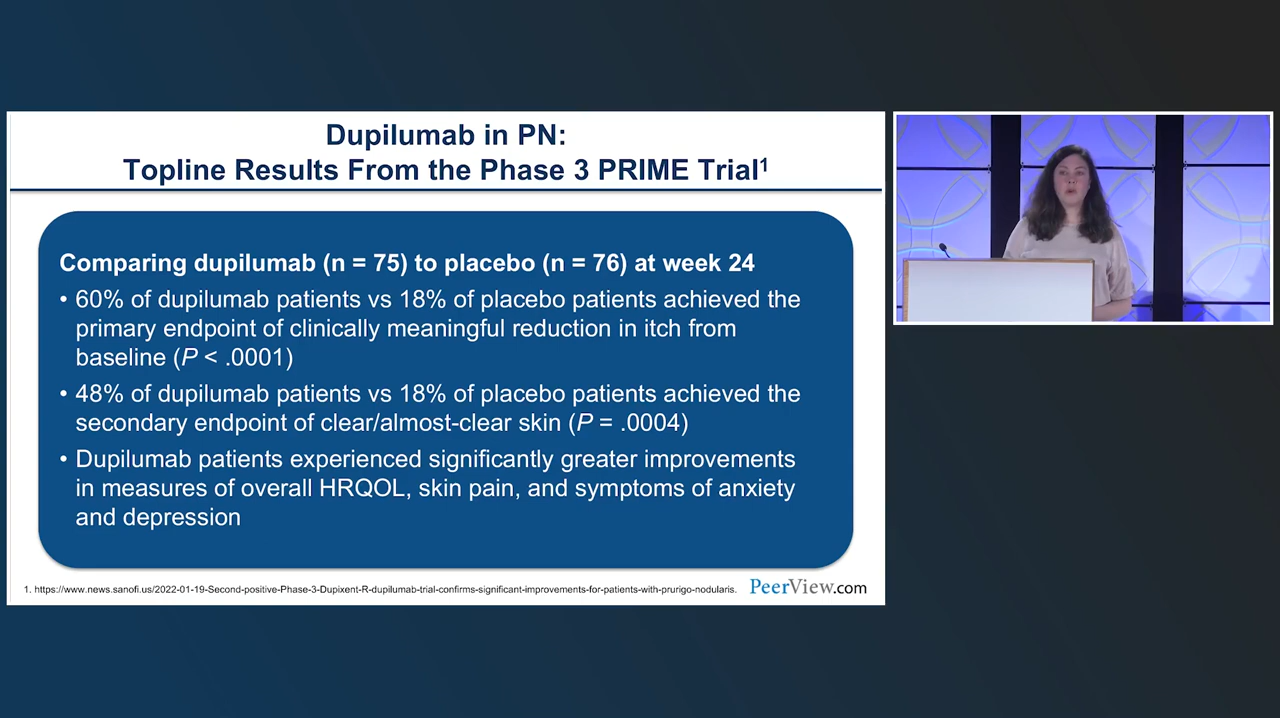 Dupilumab in PN:
Topline Results From the Phase 3 PRIME Trial¹
Comparing dupilumab (n = 75) to placebo (n = 76) at week 24
• 60% of dupilumab patients vs 18% of placebo patients achieved the
primary endpoint of clinically meaningful reduction in itch from
baseline (P < .0001)
• 48% of dupilumab patients vs 18% of placebo patients achieved the
secondary endpoint of clear/almost-clear skin (P = .0004)
• Dupilumab patients experienced significantly greater improvements
in measures of overall HRQOL, skin pain, and symptoms of anxiety
and depression
1. https://www.news.sanofi.us/2022-01-19-Second-positive-Phase-3-Dupixent-R-dupilumab-trial-confirms-significant-improvements-for-patients-with-prurigo-nodularis.
PeerView.com